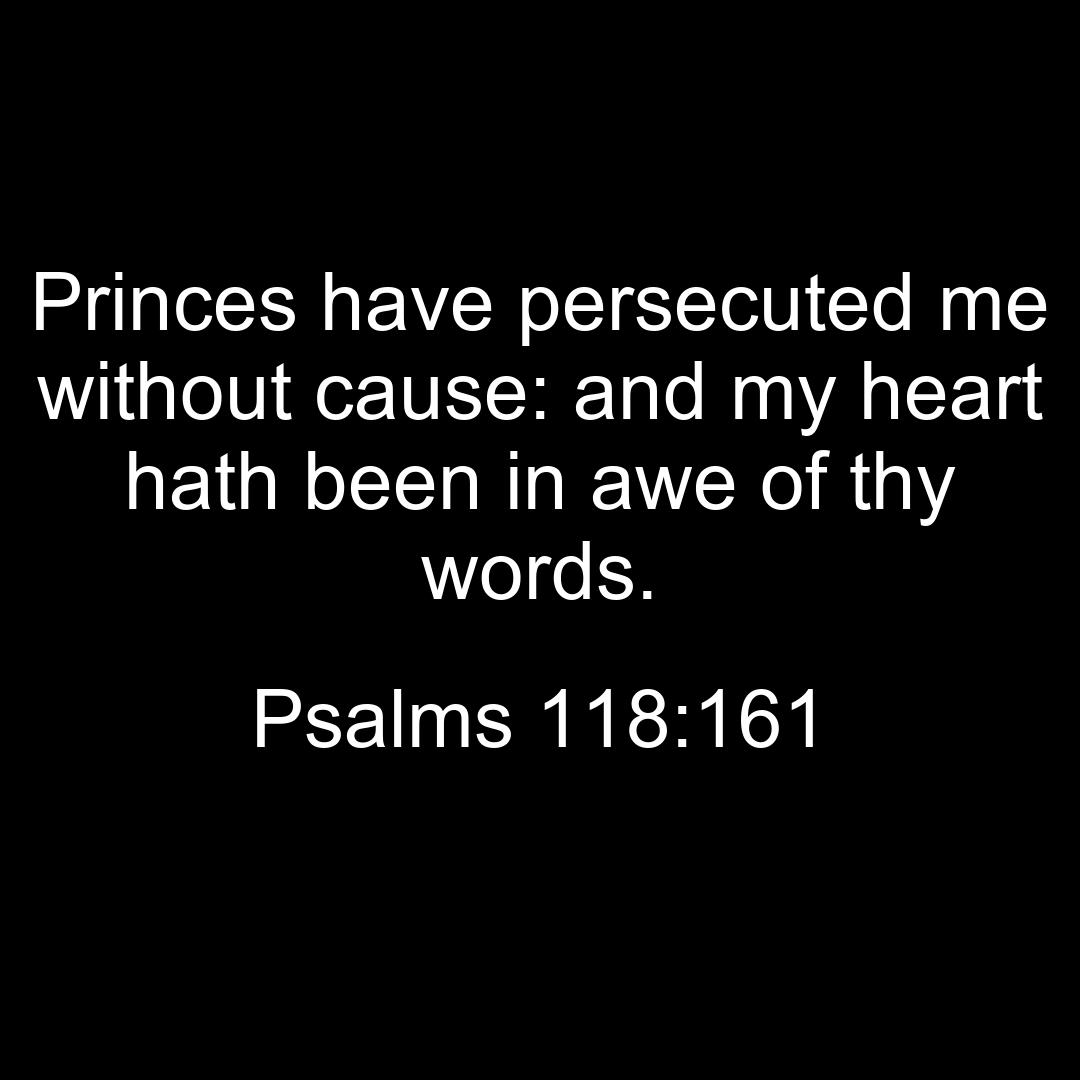 Princes have persecuted me
without cause: and my heart
hath been in awe of thy
words.
Psalms 118:161